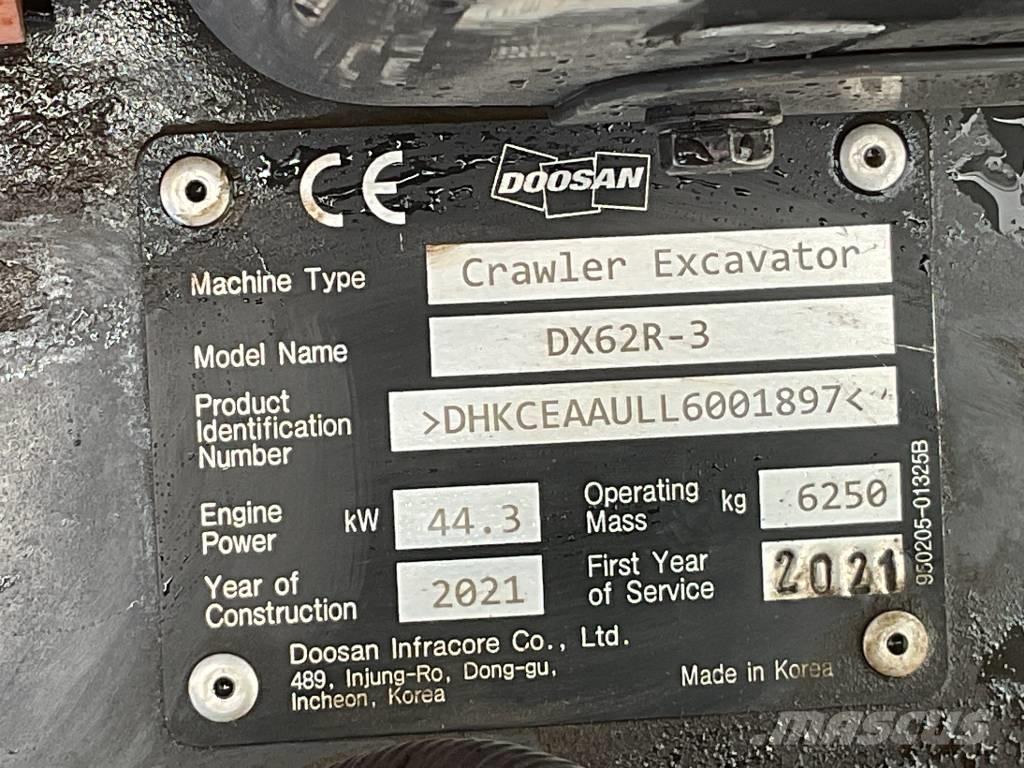 CE DOOSAN
Machine Type Crawler Excavator
Model Name DX62R-3
Product
Identification
Number >DHKCEAAULL6001897<
Engine
Power kW 44.3
Operating
Mass kg 6250
Year of
Construction 2021
First Year
of Service 2021
950205-01325B
Doosan Infracore Co., Ltd.
489, Injung-Ro, Dong-gu,
Incheon, Korea
Made in Korea
mascus